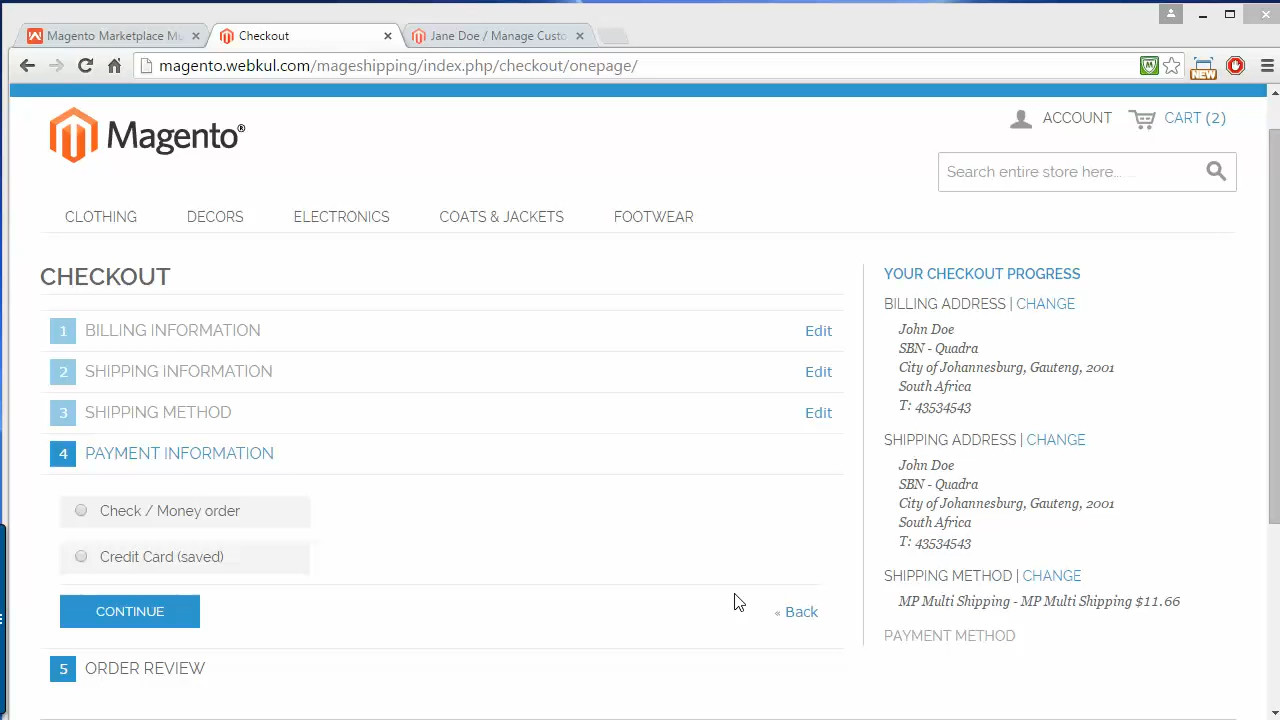 Magento Marketplace Mu
Checkout
Jane Doe / Manage Custo
magento.webkul.com/mageshipping/index.php/checkout/onepage/
NEW
Magento®
ACCOUNT
CART (2)
Search entire store here...
CLOTHING
DECORS
ELECTRONICS
COATS & JACKETS
FOOTWEAR
CHECKOUT
1 BILLING INFORMATION Edit
2 SHIPPING INFORMATION Edit
3 SHIPPING METHOD Edit
4 PAYMENT INFORMATION
Check / Money order
Credit Card (saved)
CONTINUE
« Back
5 ORDER REVIEW
YOUR CHECKOUT PROGRESS
BILLING ADDRESS | CHANGE
John Doe
SBN - Quadra
City of Johannesburg, Gauteng, 2001
South Africa
T: 43534543
SHIPPING ADDRESS | CHANGE
John Doe
SBN - Quadra
City of Johannesburg, Gauteng, 2001
South Africa
T: 43534543
SHIPPING METHOD | CHANGE
MP Multi Shipping - MP Multi Shipping $11.66
PAYMENT METHOD